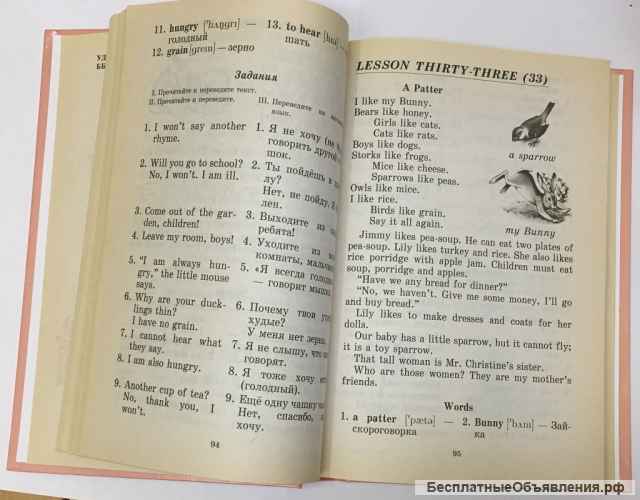 УЛ
ББ
11. hungry ['hʌŋgrɪ] —
голодный
12. grain [greɪn] — зерно
13. to hear [hɪə] —
шать
Задания
I. Прочитайте и переведите текст.
II. Прочитайте и переведите.
1. I won't say another
rhyme.
2. Will you go to school?
No, I won't. I am ill.
3. Come out of the gar-
den, children!
4. Leave my room, boys!
5. "I am always hun-
gry," the little mouse
says.
6. Why are your duck-
lings thin?
I have no grain.
7. I cannot hear what
they say.
8. I am also hungry.
9. Another cup of tea?
No, thank you, I
won't.
III. Переведите на
язык.
1. Я не хочу (не
говорить другой
шок.
2. Ты пойдёшь в
лу?
Нет, не пойду.
лен.
3. Выходите из
ребята!
4. Уходите из
комнаты,
5. «Я всегда
— говорит
6. Почему твои
худые?
У меня нет зерна.
7. Я не слышу, что
говорят.
8. Я тоже хочу
(голодный).
9. Ещё одну чашку
Нет, спасибо,
хочу.
94
LESSON THIRTY-THREE (33)
A Patter
I like my Bunny.
Bears like honey.
Girls like cats.
Cats like rats.
Boys like dogs.
Storks like frogs.
Mice like cheese.
Sparrows like peas.
Owls like mice.
I like rice.
Birds like grain.
Say it all again.
a sparrow
my Bunny
Jimmy likes pea-soup. He can eat two plates of
pea-soup. Lily likes turkey and rice. She also likes
rice porridge with apple jam. Children must eat
soup, porridge and apples.
"Have we any bread for dinner?"
"No, we haven't. Give me some money, I'll go
and buy bread."
Lily likes to make dresses and coats for her
dolls.
Our baby has a little sparrow, but it cannot fly;
it is a toy sparrow.
That tall woman is Mr. Christine's sister.
Who are those women? They are my mother's
friends.
Words
1. a patter ['pætə] —
скороговорка
2. Bunny ['bʌnɪ] — Зай-
ка
95
БесплатныеОбъявления.рф